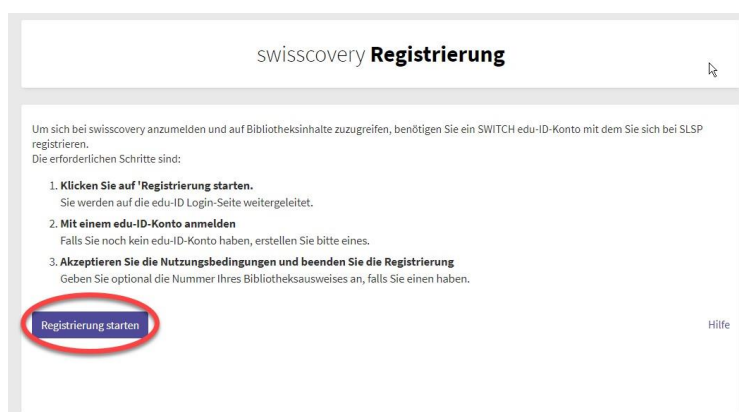 swisscovery Registrierung
Um sich bei swisscovery anzumelden und auf Bibliotheksinhalte zuzugreifen, benötigen Sie ein SWITCH edu-ID-Konto mit dem Sie sich bei SLSP
registrieren.
Die erforderlichen Schritte sind:
1. Klicken Sie auf 'Registrierung starten.
Sie werden auf die edu-ID Login-Seite weitergeleitet.
2. Mit einem edu-ID-Konto anmelden
Falls Sie noch kein edu-ID-Konto haben, erstellen Sie bitte eines.
3. Akzeptieren Sie die Nutzungsbedingungen und beenden Sie die Registrierung
Geben Sie optional die Nummer Ihres Bibliotheksausweises an, falls Sie einen haben.
Registrierung starten
Hilfe